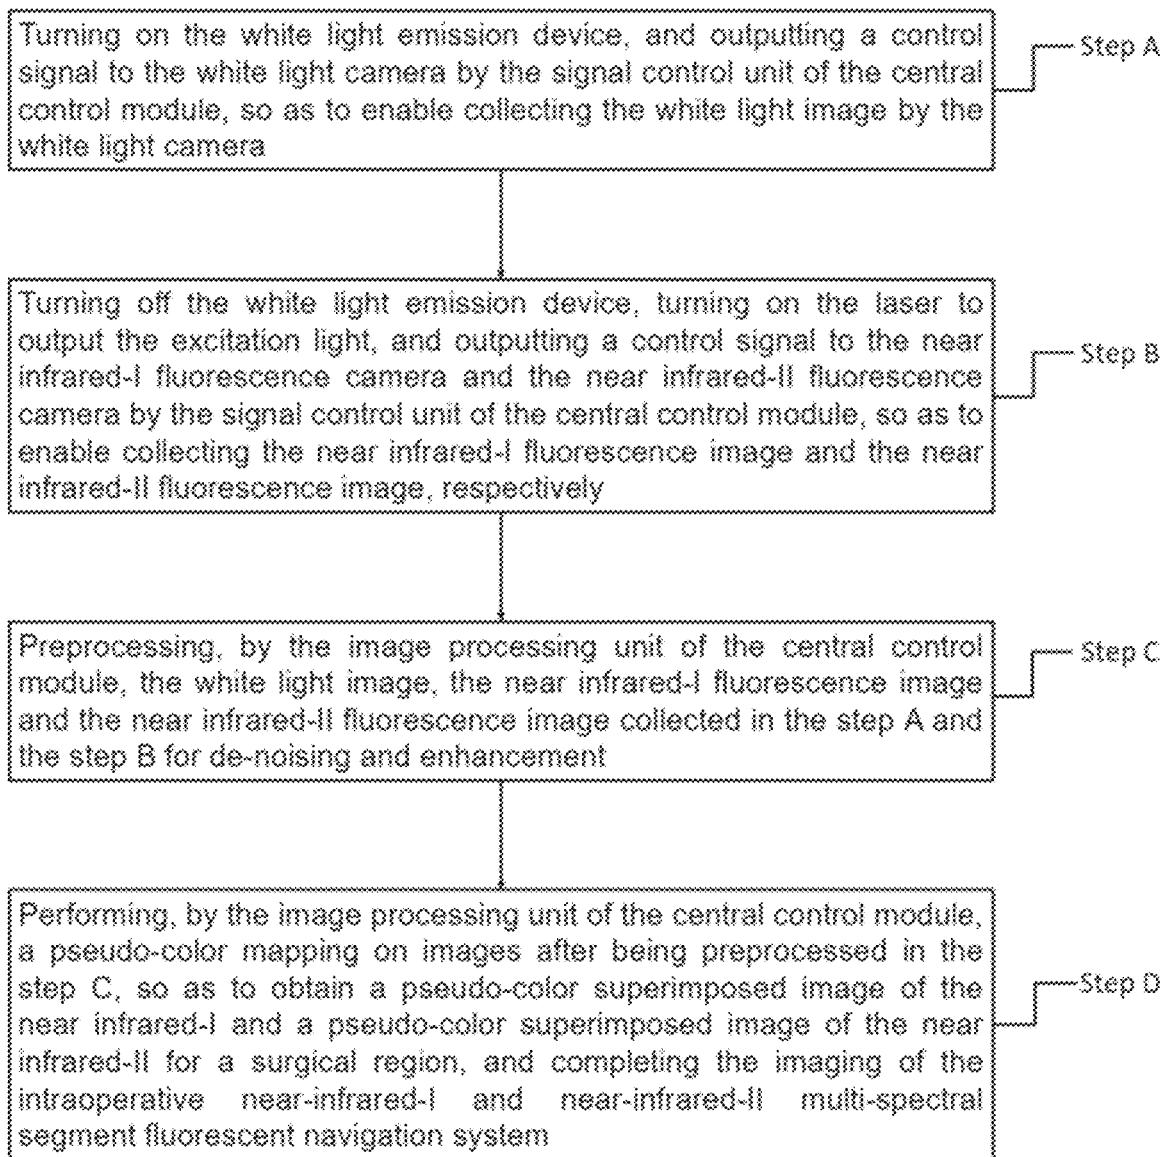 Turning on the white light emission device, and outputting a control
signal to the white light camera by the signal control unit of the central
control module, so as to enable collecting the white light image by the
white light camera
Step A
Turning off the white light emission device, turning on the laser to
output the excitation light, and outputting a control signal to the near
infrared-I fluorescence camera and the near infrared-II fluorescence
camera by the signal control unit of the central control module, so as to
enable collecting the near infrared-I fluorescence image and the near
infrared-II fluorescence image, respectively
Step B
Preprocessing, by the image processing unit of the central control
module, the white light image, the near infrared-I fluorescence image
and the near infrared-II fluorescence image collected in the step A and
the step B for de-noising and enhancement
Step C
Performing, by the image processing unit of the central control module,
a pseudo-color mapping on images after being preprocessed in the
step C, so as to obtain a pseudo-color superimposed image of the
near infrared-I and a pseudo-color superimposed image of the near
infrared-II for a surgical region, and completing the imaging of the
intraoperative near-infrared-I and near-infrared-II multi-spectral
segment fluorescent navigation system
Step D